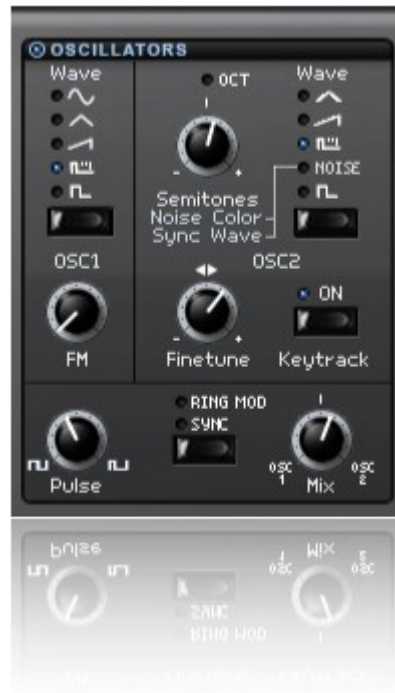 OSCILLATORS
Wave
OCT
Wave
- +
NOISE
Semitones
Noise Color
Sync Wave
OSC1
OSC2
ON
FM
- +
Finetune
Keytrack
RING MOD
SYNC
Pulse
OSC 1
Mix
OSC 2